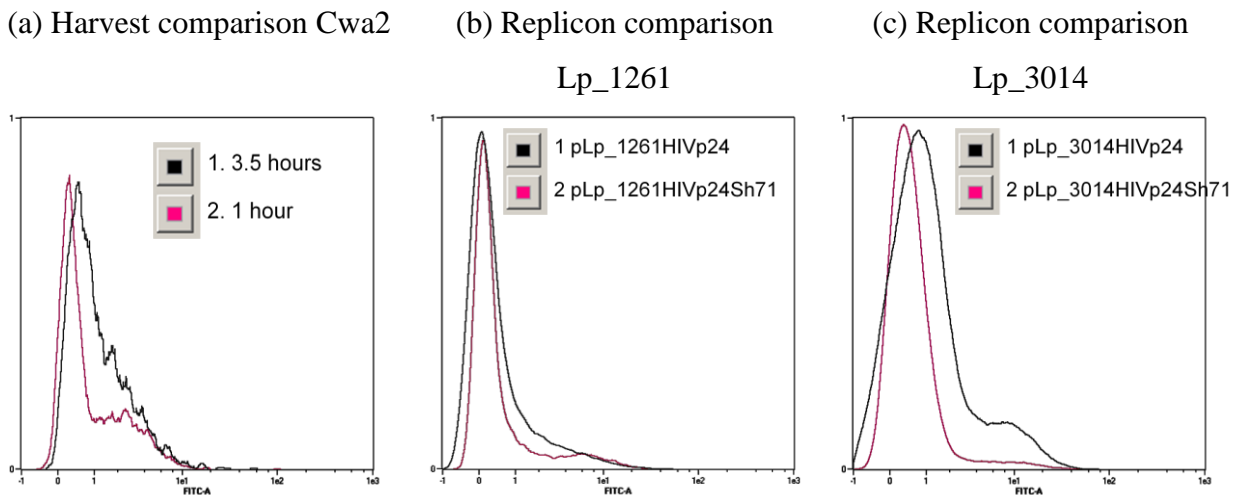 (a) Harvest comparison Cwa2
(b) Replicon comparison
Lp_1261
(c) Replicon comparison
Lp_3014
1
1. 3.5 hours
2. 1 hour
0
-1 0 1 1e1 1e2 1e3
FITC-A
1
1 pLp_1261HIVp24
2 pLp_1261HIVp24Sh71
0
-1 0 1 1e1 1e2 1e3
FITC-A
1
1 pLp_3014HIVp24
2 pLp_3014HIVp24Sh71
0
-1 0 1 1e1 1e2 1e3
FITC-A